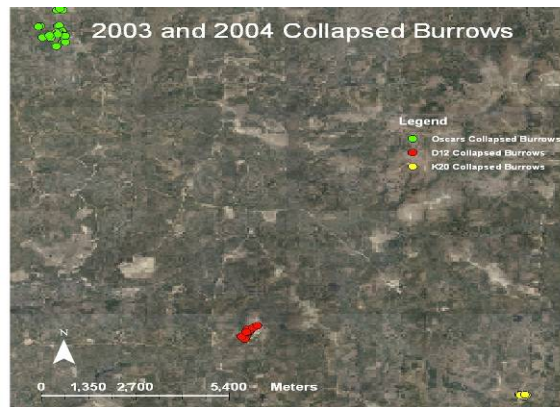 2003 and 2004 Collapsed Burrows
Legend
Oscars Collapsed Burrows
D12 Collapsed Burrows
K20 Collapsed Burrows
N
0 1,350 2,700 5,400 Meters